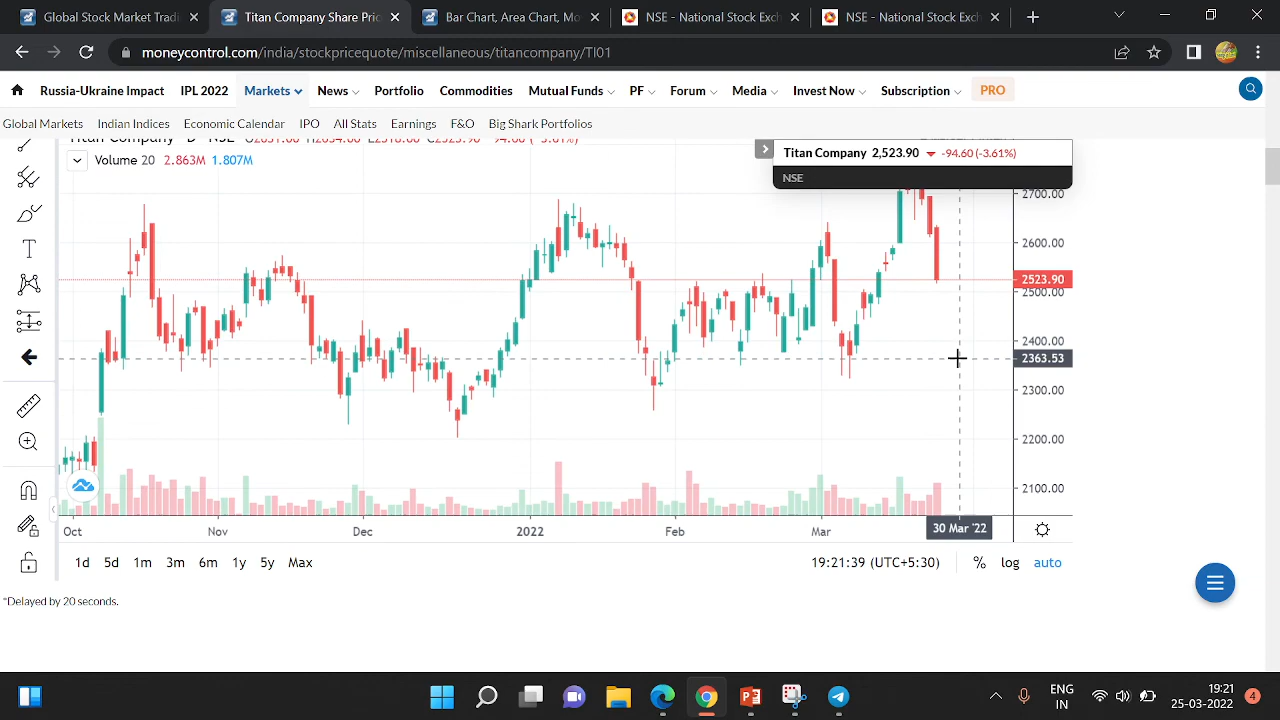 Global Stock Market Tradi
Titan Company Share Pric
Bar Chart, Area Chart, No
NSE - National Stock Exch
NSE - National Stock Exch
moneycontrol.com/india/stockpricequote/miscellaneous/titancompany/TI01
Russia-Ukraine Impact IPL 2022 Markets News Portfolio Commodities Mutual Funds PF Forum Media Invest Now Subscription PRO
Global Markets Indian Indices Economic Calendar IPO All Stats Earnings F&O Big Shark Portfolios
Titan Company D NSE
Volume 20 2.863M 1.807M
Titan Company 2,523.90 -94.60 (-3.61%)
NSE
2700.00
2600.00
2523.90
2500.00
2400.00
2363.53
2300.00
2200.00
2100.00
Oct Nov Dec 2022 Feb Mar 30 Mar '22
1d 5d 1m 3m 6m 1y 5y Max 19:21:39 (UTC+5:30) % log auto
*Delayed by 20 seconds.
ENG
IN
19:21
25-03-2022
4